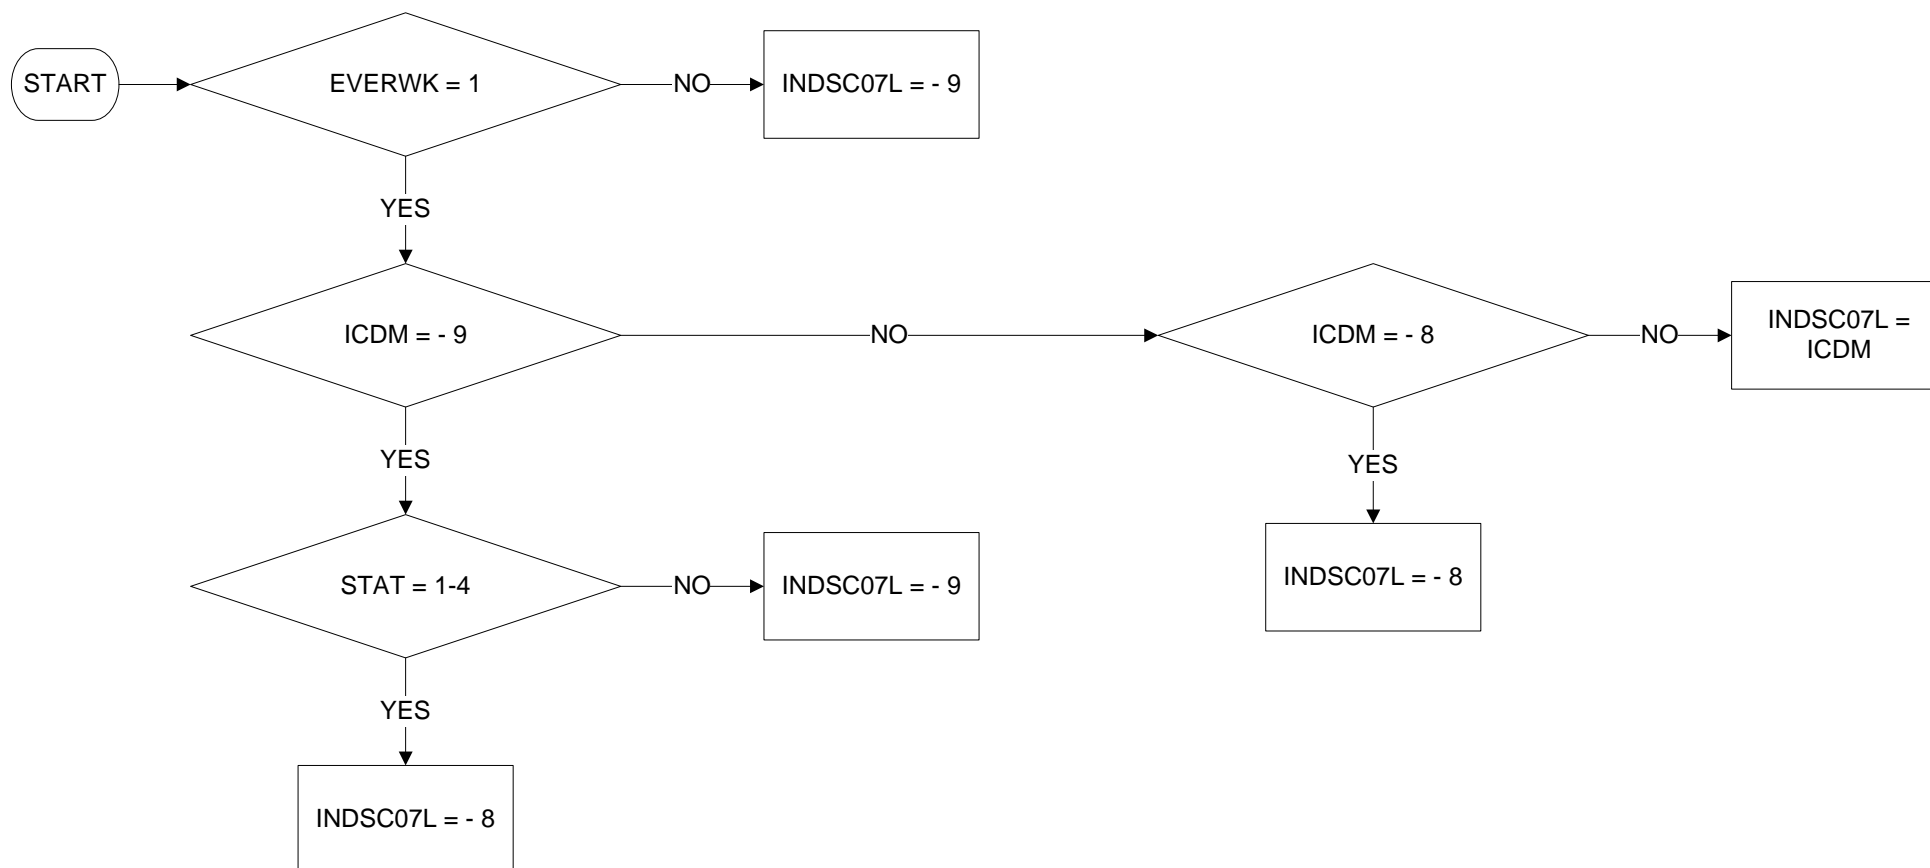 START
EVERWK = 1
NO
INDSC07L = - 9
YES
ICDM = - 9
NO
ICDM = - 8
NO
INDSC07L =
ICDM
YES
YES
STAT = 1-4
NO
INDSC07L = - 9
INDSC07L = - 8
YES
INDSC07L = - 8